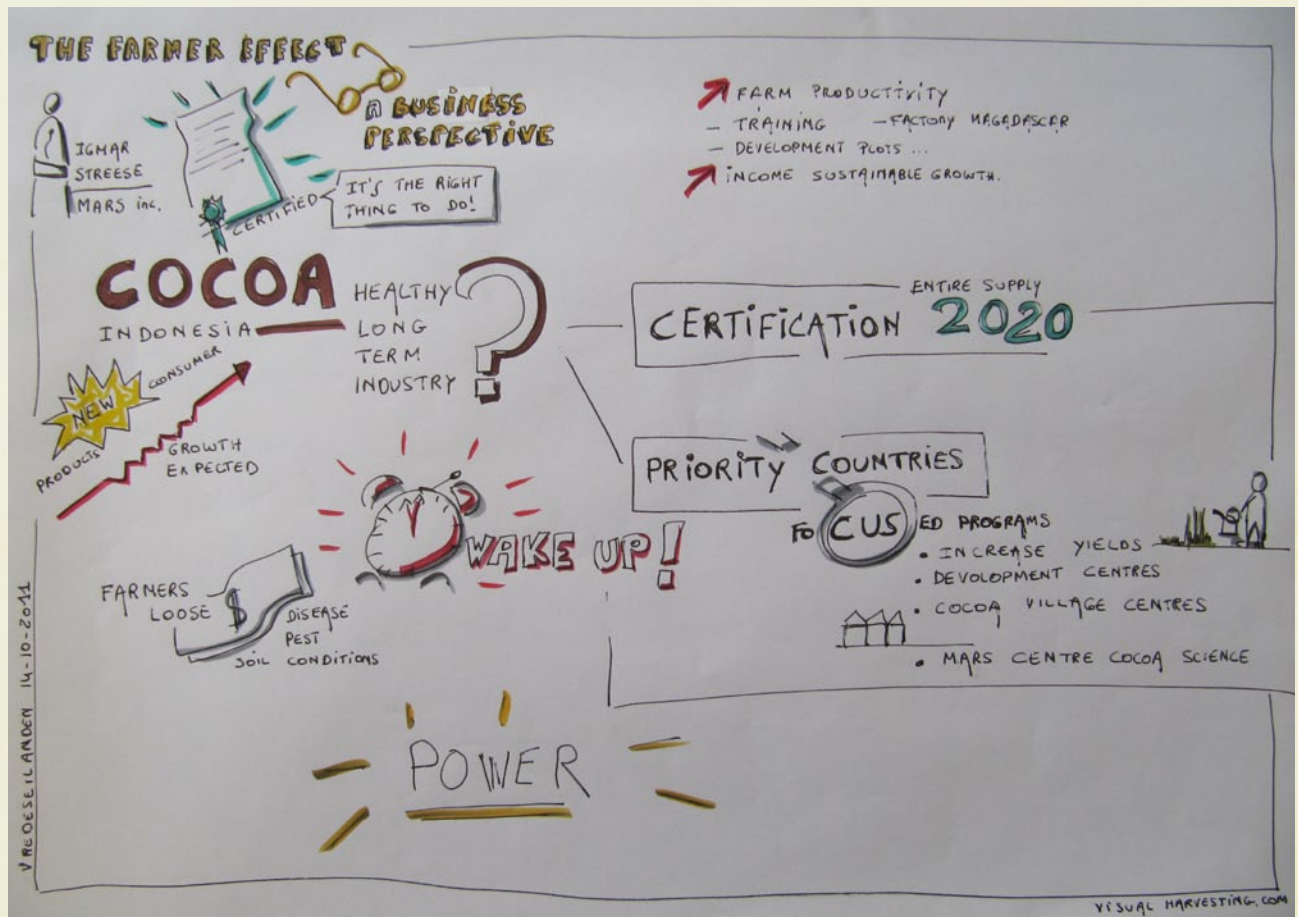 THE FARMER EFFECT
A BUSINESS
PERSPECTIVE
IGMAR
STREESE
MARS inc.
CERTIFIED
IT'S THE RIGHT
THING TO DO!
FARM PRODUCTIVITY
- TRAINING - FACTORY MAGADASCAR
- DEVELOPMENT PLOTS ...
INCOME SUSTAINABLE GROWTH.
COCOA
INDONESIA
HEALTHY
LONG
TERM
INDUSTRY
?
ENTIRE SUPPLY
CERTIFICATION 2020
NEW
CONSUMER
PRODUCTS
GROWTH
EXPECTED
PRIORITY COUNTRIES
FOCUSED PROGRAMS
• INCREASE YIELDS
• DEVOLOPMENT CENTRES
• COCOA VILLAGE CENTRES
• MARS CENTRE COCOA SCIENCE
WAKE UP!
FARMERS
LOOSE $ DISEASE
PEST
SOIL CONDITIONS
POWER
VREDESEILANDEN 14-10-2011
VISUAL HARVESTING.COM